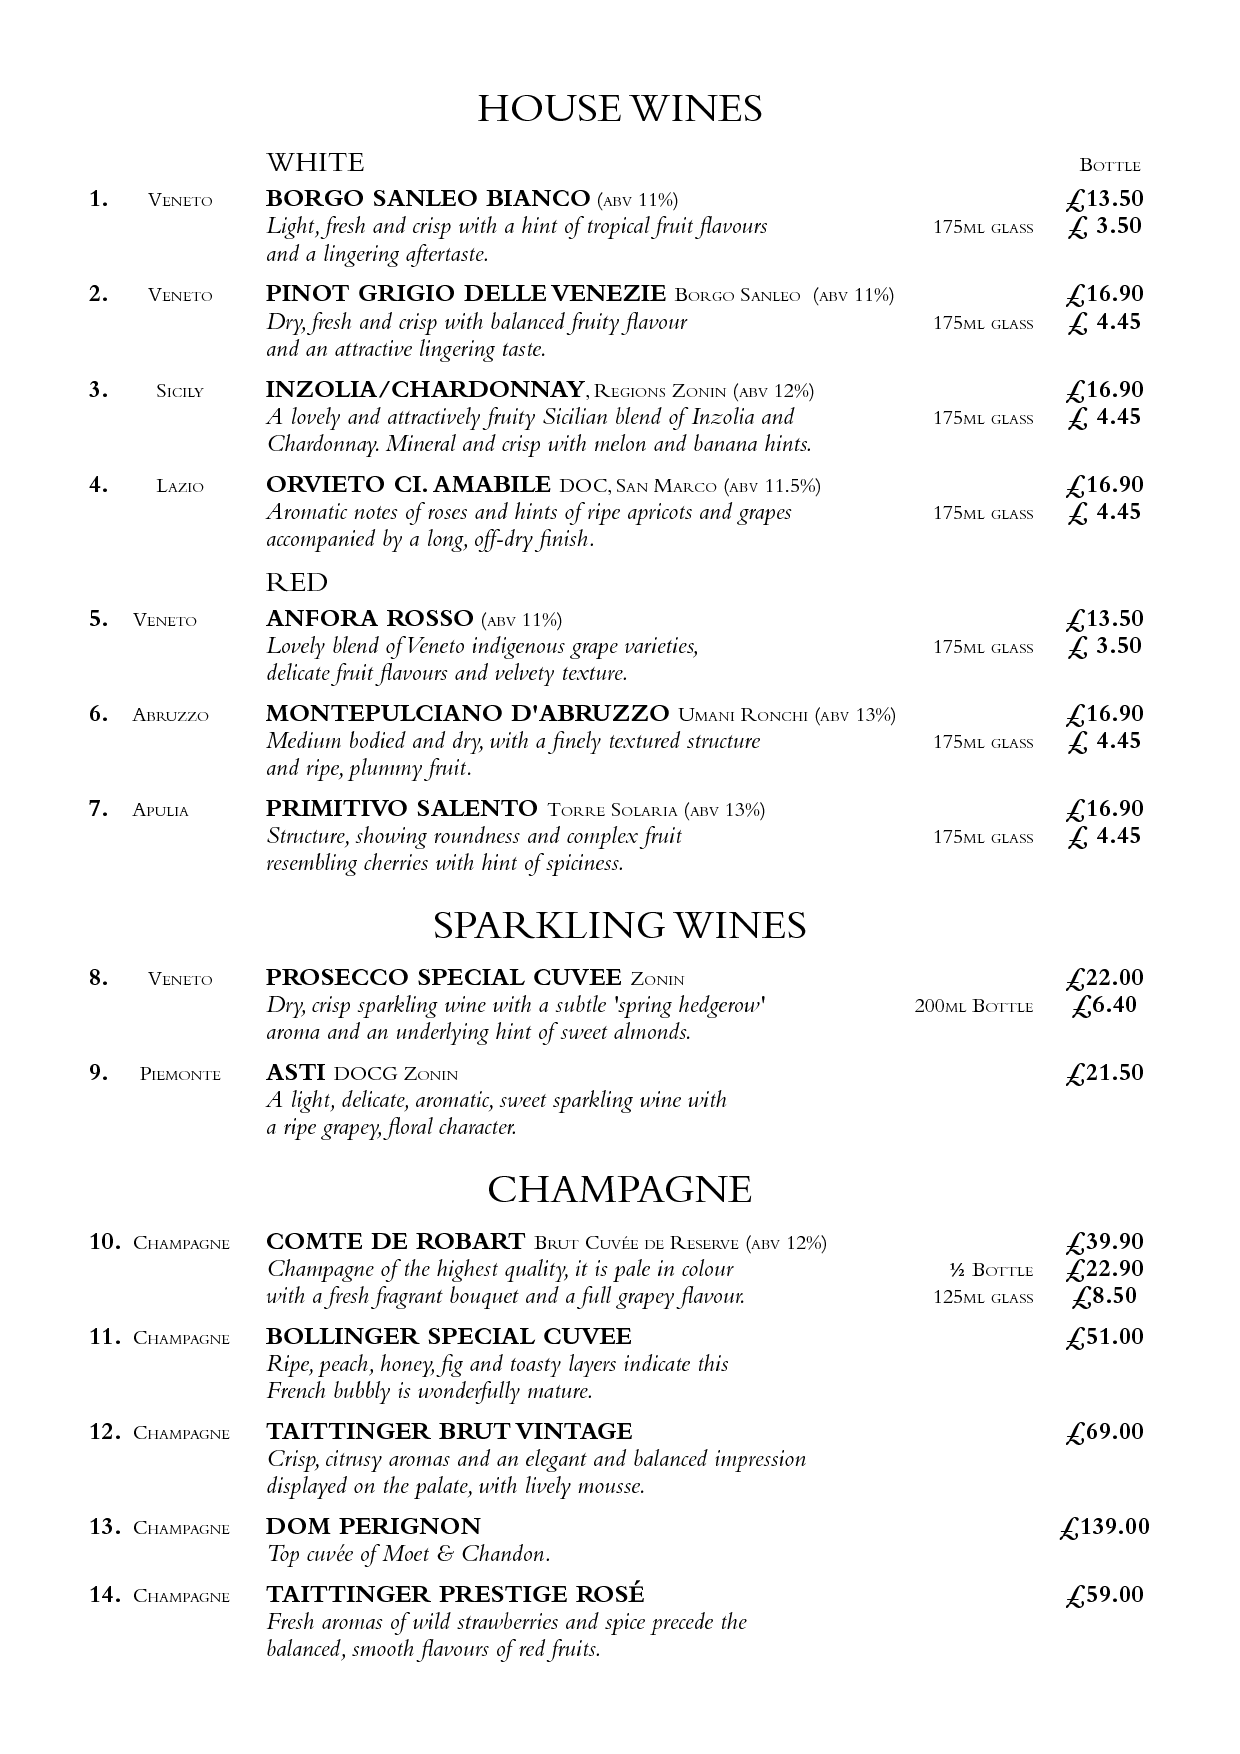 HOUSE WINES
WHITE Bottle
1. Veneto BORGO SANLEO BIANCO (abv 11%) £13.50
Light, fresh and crisp with a hint of tropical fruit flavours 175ml glass £ 3.50
and a lingering aftertaste.
2. Veneto PINOT GRIGIO DELLE VENEZIE Borgo Sanleo (abv 11%) £16.90
Dry, fresh and crisp with balanced fruity flavour 175ml glass £ 4.45
and an attractive lingering taste.
3. Sicily INZOLIA/CHARDONNAY, Regions Zonin (abv 12%) £16.90
A lovely and attractively fruity Sicilian blend of Inzolia and 175ml glass £ 4.45
Chardonnay. Mineral and crisp with melon and banana hints.
4. Lazio ORVIETO CI. AMABILE DOC, San Marco (abv 11.5%) £16.90
Aromatic notes of roses and hints of ripe apricots and grapes 175ml glass £ 4.45
accompanied by a long, off-dry finish.
RED
5. Veneto ANFORA ROSSO (abv 11%) £13.50
Lovely blend of Veneto indigenous grape varieties, 175ml glass £ 3.50
delicate fruit flavours and velvety texture.
6. Abruzzo MONTEPULCIANO D'ABRUZZO Umani Ronchi (abv 13%) £16.90
Medium bodied and dry, with a finely textured structure 175ml glass £ 4.45
and ripe, plummy fruit.
7. Apulia PRIMITIVO SALENTO Torre Solaria (abv 13%) £16.90
Structure, showing roundness and complex fruit 175ml glass £ 4.45
resembling cherries with hint of spiciness.
SPARKLING WINES
8. Veneto PROSECCO SPECIAL CUVEE Zonin £22.00
Dry, crisp sparkling wine with a subtle 'spring hedgerow' 200ml Bottle £6.40
aroma and an underlying hint of sweet almonds.
9. Piemonte ASTI DOCG Zonin £21.50
A light, delicate, aromatic, sweet sparkling wine with
a ripe grapey, floral character.
CHAMPAGNE
10. Champagne COMTE DE ROBART Brut Cuvée de Reserve (abv 12%) £39.90
Champagne of the highest quality, it is pale in colour ½ Bottle £22.90
with a fresh fragrant bouquet and a full grapey flavour. 125ml glass £8.50
11. Champagne BOLLINGER SPECIAL CUVEE £51.00
Ripe, peach, honey, fig and toasty layers indicate this
French bubbly is wonderfully mature.
12. Champagne TAITTINGER BRUT VINTAGE £69.00
Crisp, citrusy aromas and an elegant and balanced impression
displayed on the palate, with lively mousse.
13. Champagne DOM PERIGNON £139.00
Top cuvée of Moet & Chandon.
14. Champagne TAITTINGER PRESTIGE ROSÉ £59.00
Fresh aromas of wild strawberries and spice precede the
balanced, smooth flavours of red fruits.